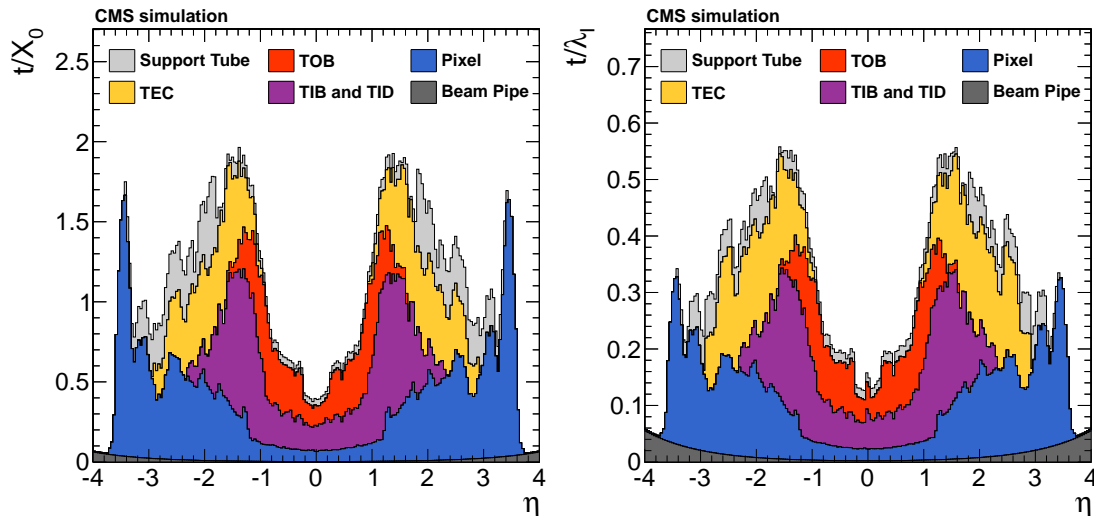 CMS simulation
t/X₀
Support Tube
TOB
Pixel
TEC
TIB and TID
Beam Pipe
2.5
2
1.5
1
0.5
0
-4 -3 -2 -1 0 1 2 3 4
η
CMS simulation
t/λ_I
Support Tube
TOB
Pixel
TEC
TIB and TID
Beam Pipe
0.7
0.6
0.5
0.4
0.3
0.2
0.1
0
-4 -3 -2 -1 0 1 2 3 4
η